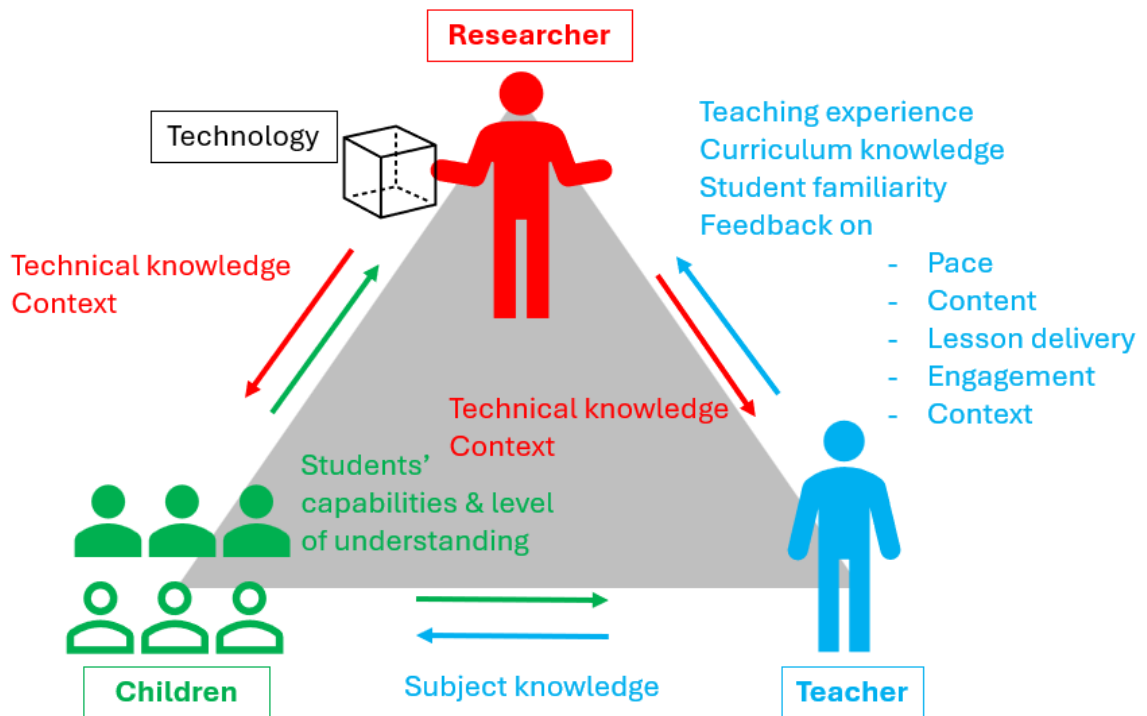 Researcher
Technology
Teaching experience
Curriculum knowledge
Student familiarity
Feedback on
- Pace
- Content
- Lesson delivery
- Engagement
- Context
Technical knowledge
Context
Technical knowledge
Context
Students’
capabilities & level
of understanding
Children
Subject knowledge
Teacher